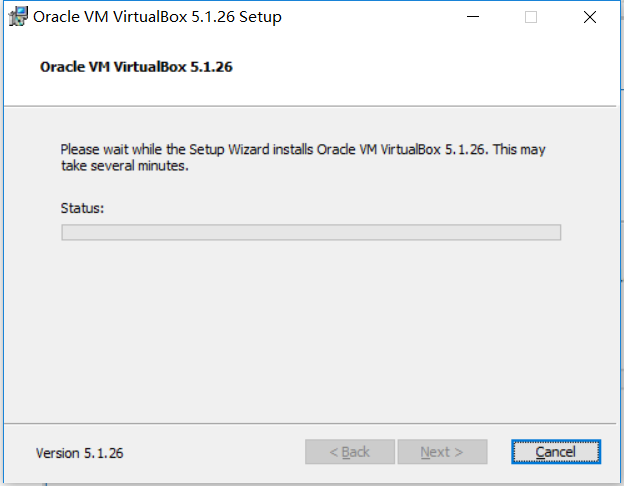 Oracle VM VirtualBox 5.1.26 Setup
Oracle VM VirtualBox 5.1.26
Please wait while the Setup Wizard installs Oracle VM VirtualBox 5.1.26. This may
take several minutes.
Status:
Version 5.1.26
< Back
Next >
Cancel